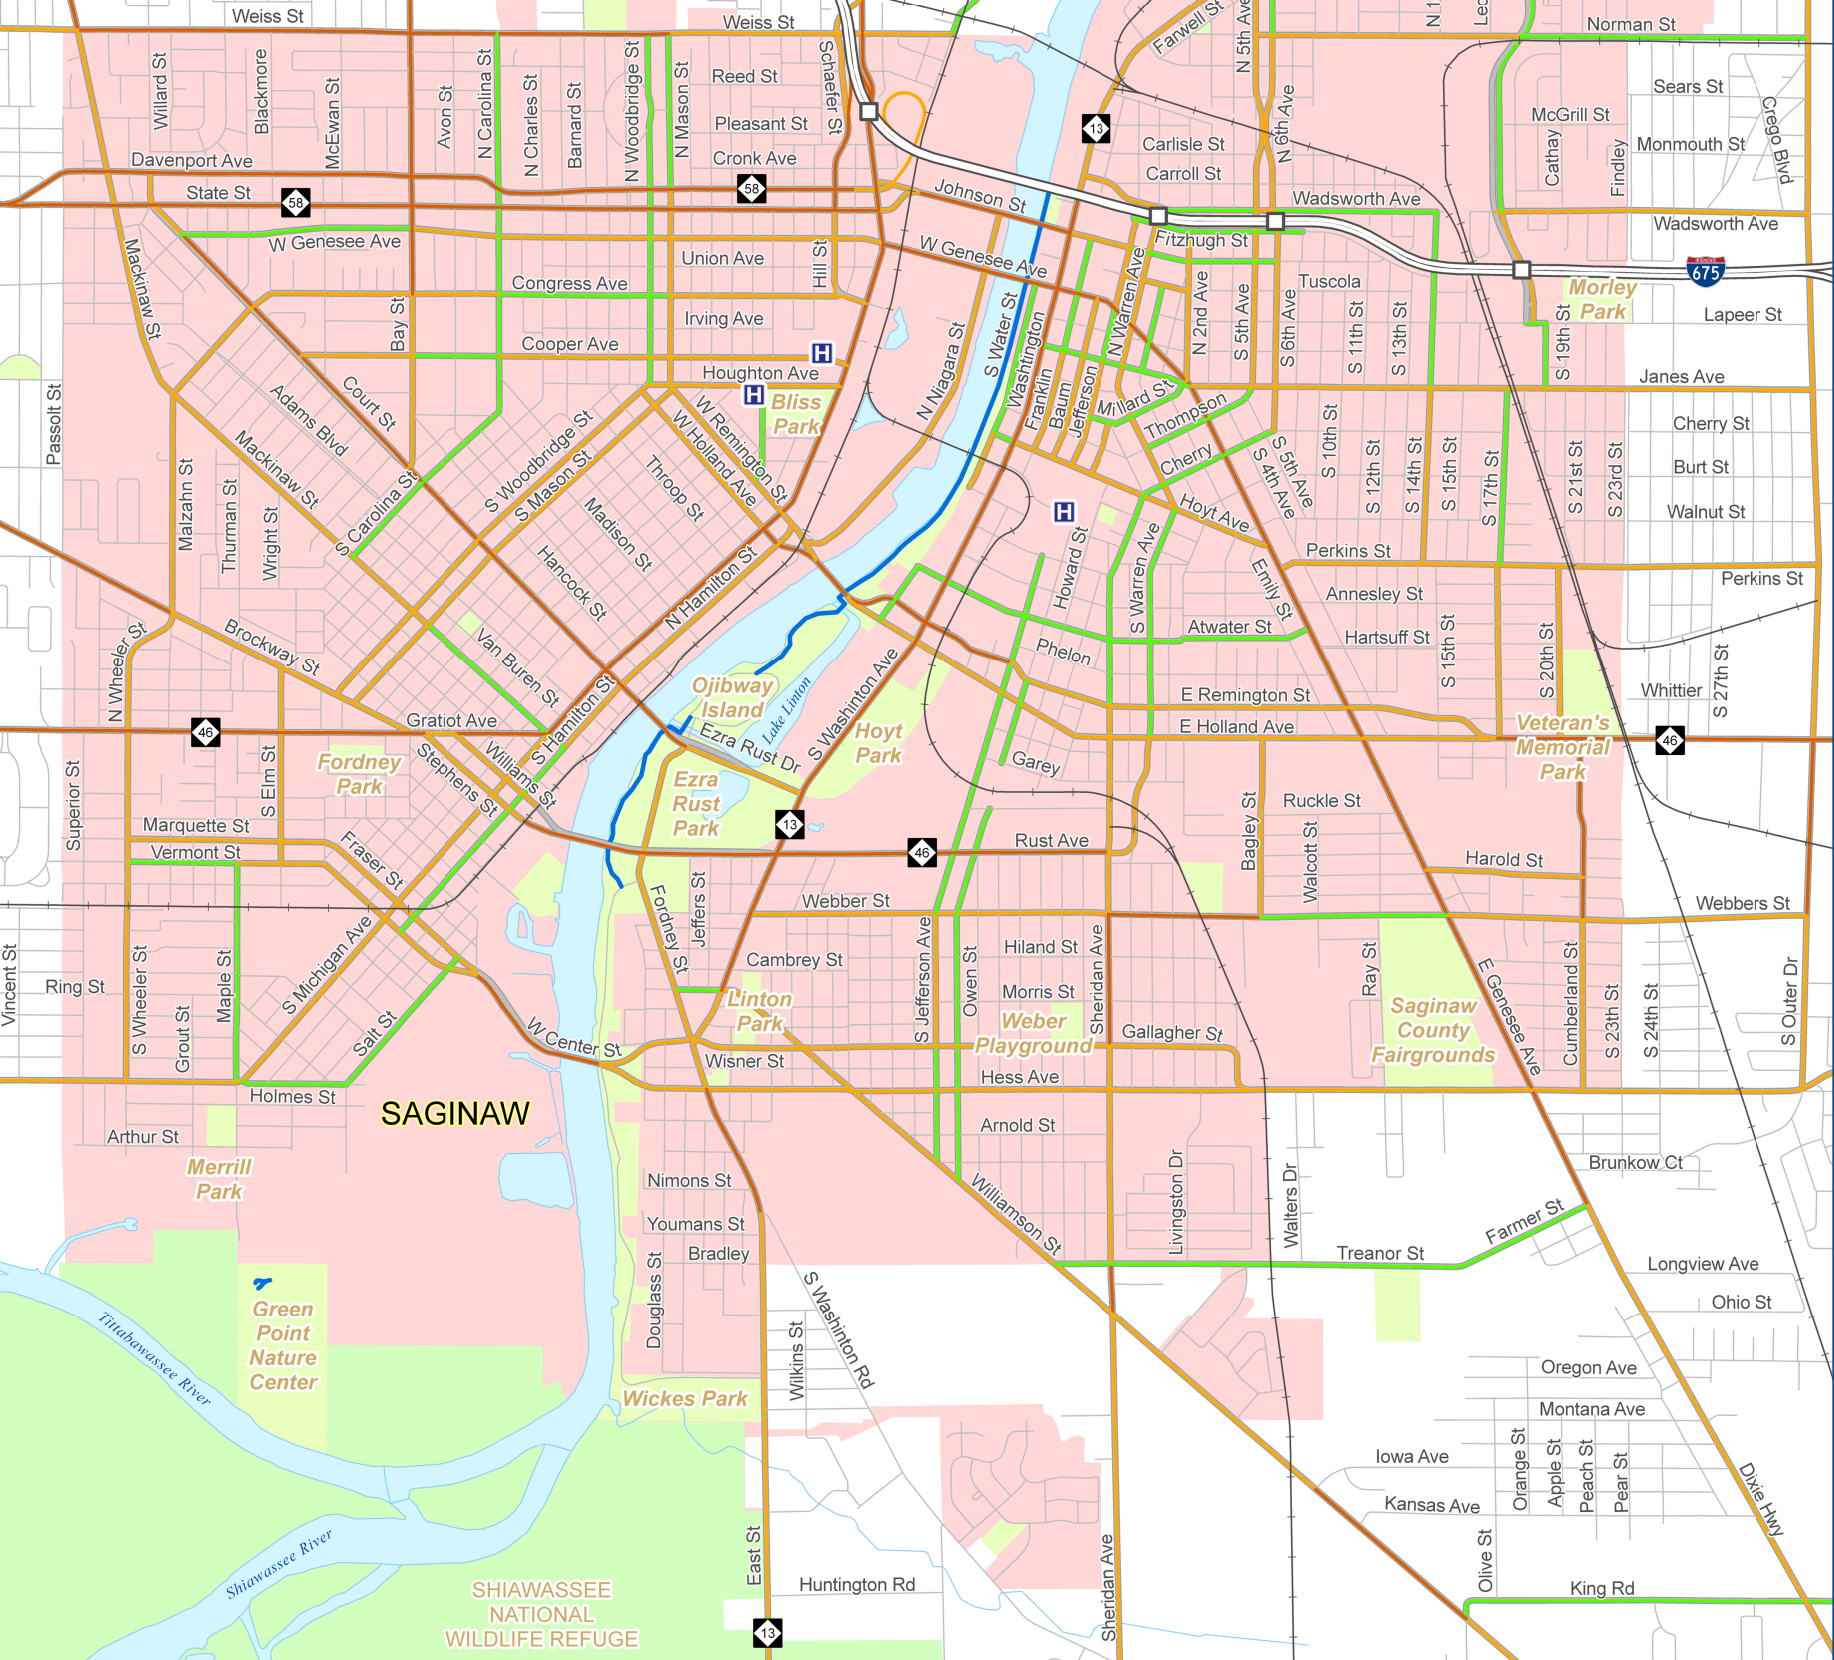 Weiss St
Weiss St
Farwell St
N 5th Ave
N 1
Lec
Norman St
Willard St
Blackmore
McEwan St
Avon St
N Carolina St
N Charles St
Barnard St
N Woodbridge St
N Mason St
Reed St
Pleasant St
Cronk Ave
Schaefer St
13
Carlisle St
Carroll St
N 6th Ave
Sears St
McGrill St
Monmouth St
Crego Blvd
Cathay
Findley
Davenport Ave
State St
58
58
Johnson St
Wadsworth Ave
Wadsworth Ave
Mackinaw St
W Genesee Ave
W Genesee Ave
Fitzhugh St
Union Ave
Hill St
Congress Ave
Irving Ave
Cooper Ave
Houghton Ave
Bay St
Tuscola
675
Morley
Park
Lapeer St
Janes Ave
N Warren Ave
N 2nd Ave
S 5th Ave
S 6th Ave
S 11th St
S 13th St
S 19th St
S Water St
N Niagara St
Washington
Franklin
Baum
Jefferson
Millard St
Thompson
Cherry
H
H
Bliss
Park
Passolt St
Court St
Adams Blvd
Mackinaw St
Malzahn St
Thurman St
Wright St
S Carolina St
S Woodbridge St
S Mason St
W Remington St
W Holland Ave
Throop St
Madison St
Hancock St
N Hamilton St
Cherry St
Burt St
Walnut St
S 10th St
S 12th St
S 14th St
S 15th St
S 17th St
S 21st St
S 23rd St
S 5th Ave
S 4th Ave
Hoyt Ave
H
Howard St
S Warren Ave
Emily St
Perkins St
Perkins St
Annesley St
Hartsuff St
Atwater St
Phelon
S 15th St
S 20th St
Whittier
S 27th St
N Wheeler St
Brockway St
Van Buren St
Gratiot Ave
46
S Hamilton St
Williams St
Stephens St
Fordney
Park
Ojibway
Island
Lake Linton
Ezra Rust Dr
Ezra
Rust
Park
S Washinton Ave
Hoyt
Park
E Remington St
E Holland Ave
Garey
Veteran's
Memorial
Park
46
Superior St
S Elm St
Marquette St
Vermont St
Fraser St
13
46
Rust Ave
Bagley St
Ruckle St
Walcott St
Harold St
Webber St
Webbers St
Fordney St
Jeffers St
Cambrey St
S Jefferson Ave
Owen St
Hiland St
Morris St
Weber
Playground
Sheridan Ave
Gallagher St
Ray St
Saginaw
County
Fairgrounds
E Genesee Ave
Cumberland St
S 23th St
S 24th St
S Outer Dr
Vincent St
Ring St
S Wheeler St
Grout St
Maple St
S Michigan Ave
Salt St
W Center St
Linton
Park
Wisner St
Hess Ave
Arnold St
Holmes St
SAGINAW
Arthur St
Merrill
Park
Nimons St
Youmans St
Bradley
Douglass St
Williamson St
Livingston Dr
Walters Dr
Treanor St
Farmer St
Brunkow Ct
Longview Ave
Ohio St
Green
Point
Nature
Center
Tittabawassee River
Shiawassee River
Wickes Park
Wilkins St
S Washinton Rd
Oregon Ave
Montana Ave
Iowa Ave
Kansas Ave
Orange St
Apple St
Peach St
Pear St
Dixie Hwy
East St
Huntington Rd
Sheridan Ave
Olive St
King Rd
SHIAWASSEE
NATIONAL
WILDLIFE REFUGE
13